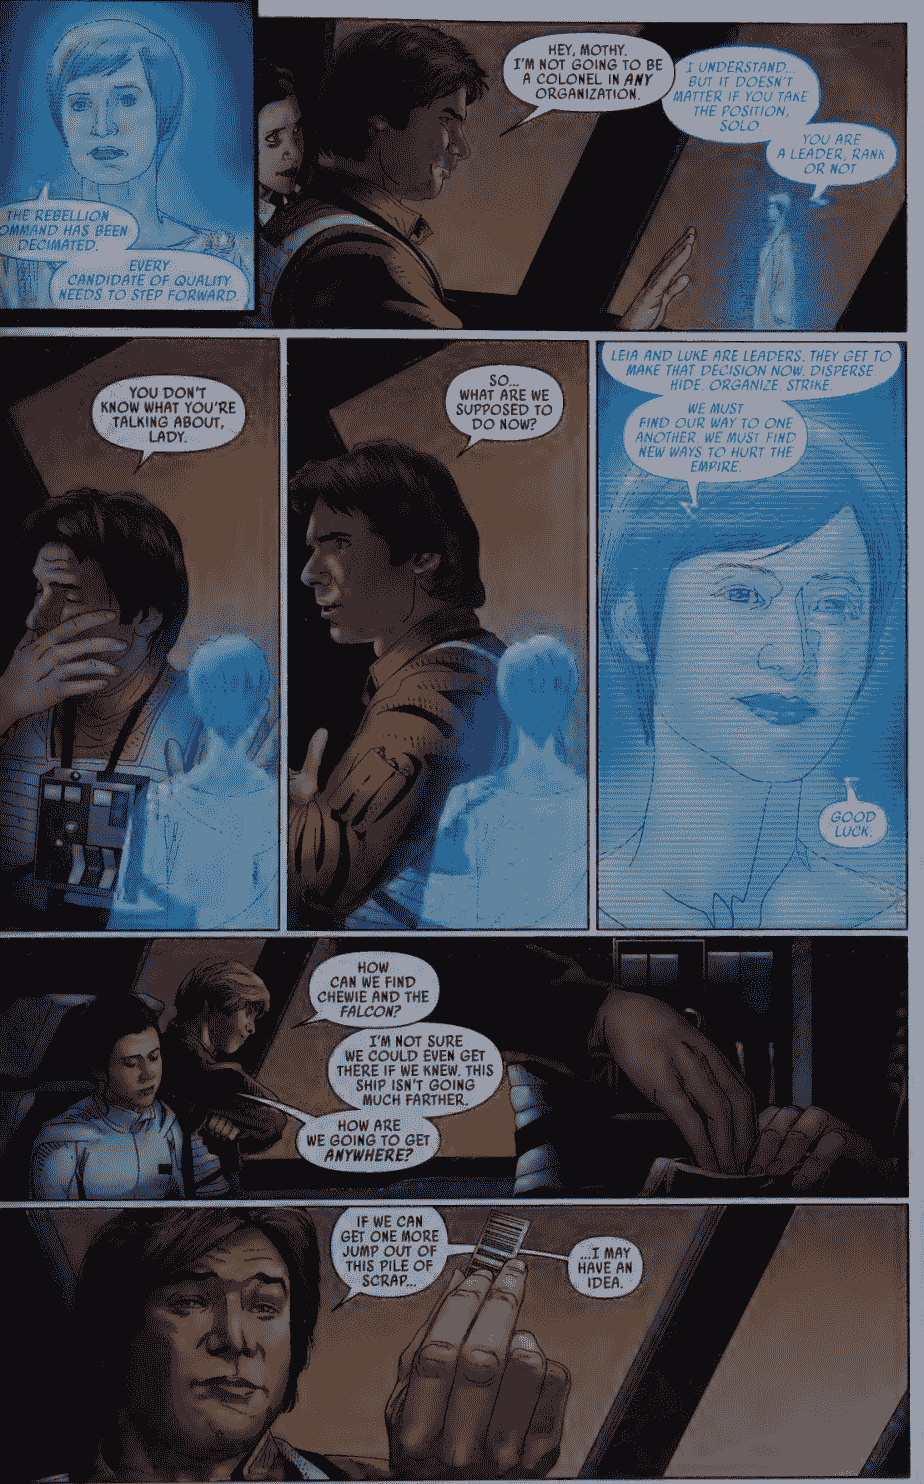 THE REBELLION
COMMAND HAS BEEN
DECIMATED.
EVERY
CANDIDATE OF QUALITY
NEEDS TO STEP FORWARD.
HEY, MOTHY.
I'M NOT GOING TO BE
A COLONEL IN ANY
ORGANIZATION.
I UNDERSTAND...
BUT IT DOESN'T
MATTER IF YOU TAKE
THE POSITION,
SOLO.
YOU ARE
A LEADER, RANK
OR NOT
YOU DON'T
KNOW WHAT YOU'RE
TALKING ABOUT,
LADY.
SO...
WHAT ARE WE
SUPPOSED TO
DO NOW?
LEIA AND LUKE ARE LEADERS. THEY GET TO
MAKE THAT DECISION NOW. DISPERSE.
HIDE. ORGANIZE. STRIKE.
WE MUST
FIND OUR WAY TO ONE
ANOTHER. WE MUST FIND
NEW WAYS TO HURT THE
EMPIRE.
GOOD
LUCK.
HOW
CAN WE FIND
CHEWIE AND THE
FALCON?
I'M NOT SURE
WE COULD EVEN GET
THERE IF WE KNEW. THIS
SHIP ISN'T GOING
MUCH FARTHER.
HOW ARE
WE GOING TO GET
ANYWHERE?
IF WE CAN
GET ONE MORE
JUMP OUT OF
THIS PILE OF
SCRAP...
...I MAY
HAVE AN
IDEA.